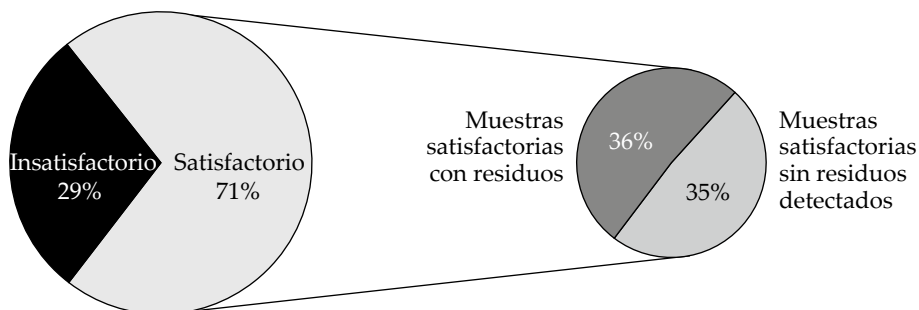 Insatisfactorio
29%
Satisfactorio
71%
Muestras
satisfactorias
con residuos
36%
35%
Muestras
satisfactorias
sin residuos
detectados